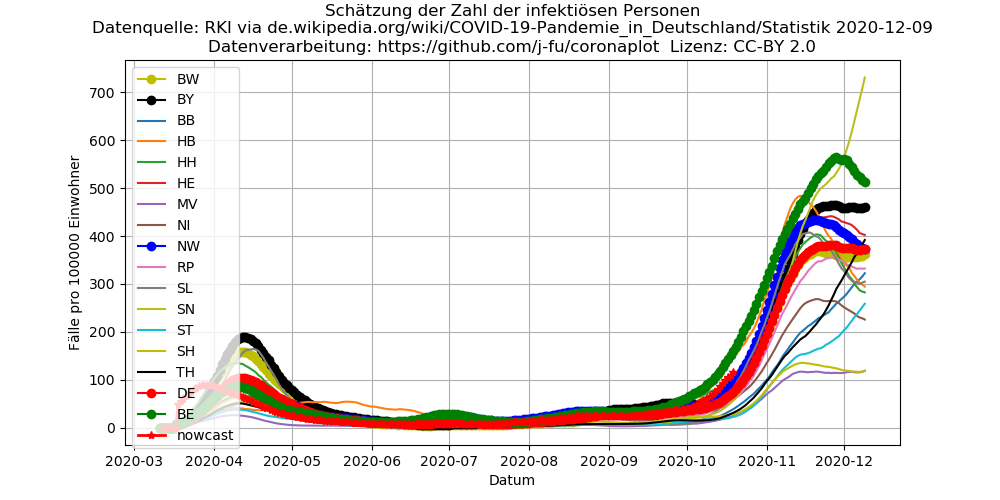 Schätzung der Zahl der infektiösen Personen
Datenquelle: RKI via de.wikipedia.org/wiki/COVID-19-Pandemie_in_Deutschland/Statistik 2020-12-09
Datenverarbeitung: https://github.com/j-fu/coronaplot Lizenz: CC-BY 2.0
Fälle pro 100000 Einwohner
700
600
500
400
300
200
100
0
BW
BY
BB
HB
HH
HE
MV
NI
NW
RP
SL
SN
ST
SH
TH
DE
BE
nowcast
2020-03 2020-04 2020-05 2020-06 2020-07 2020-08 2020-09 2020-10 2020-11 2020-12
Datum